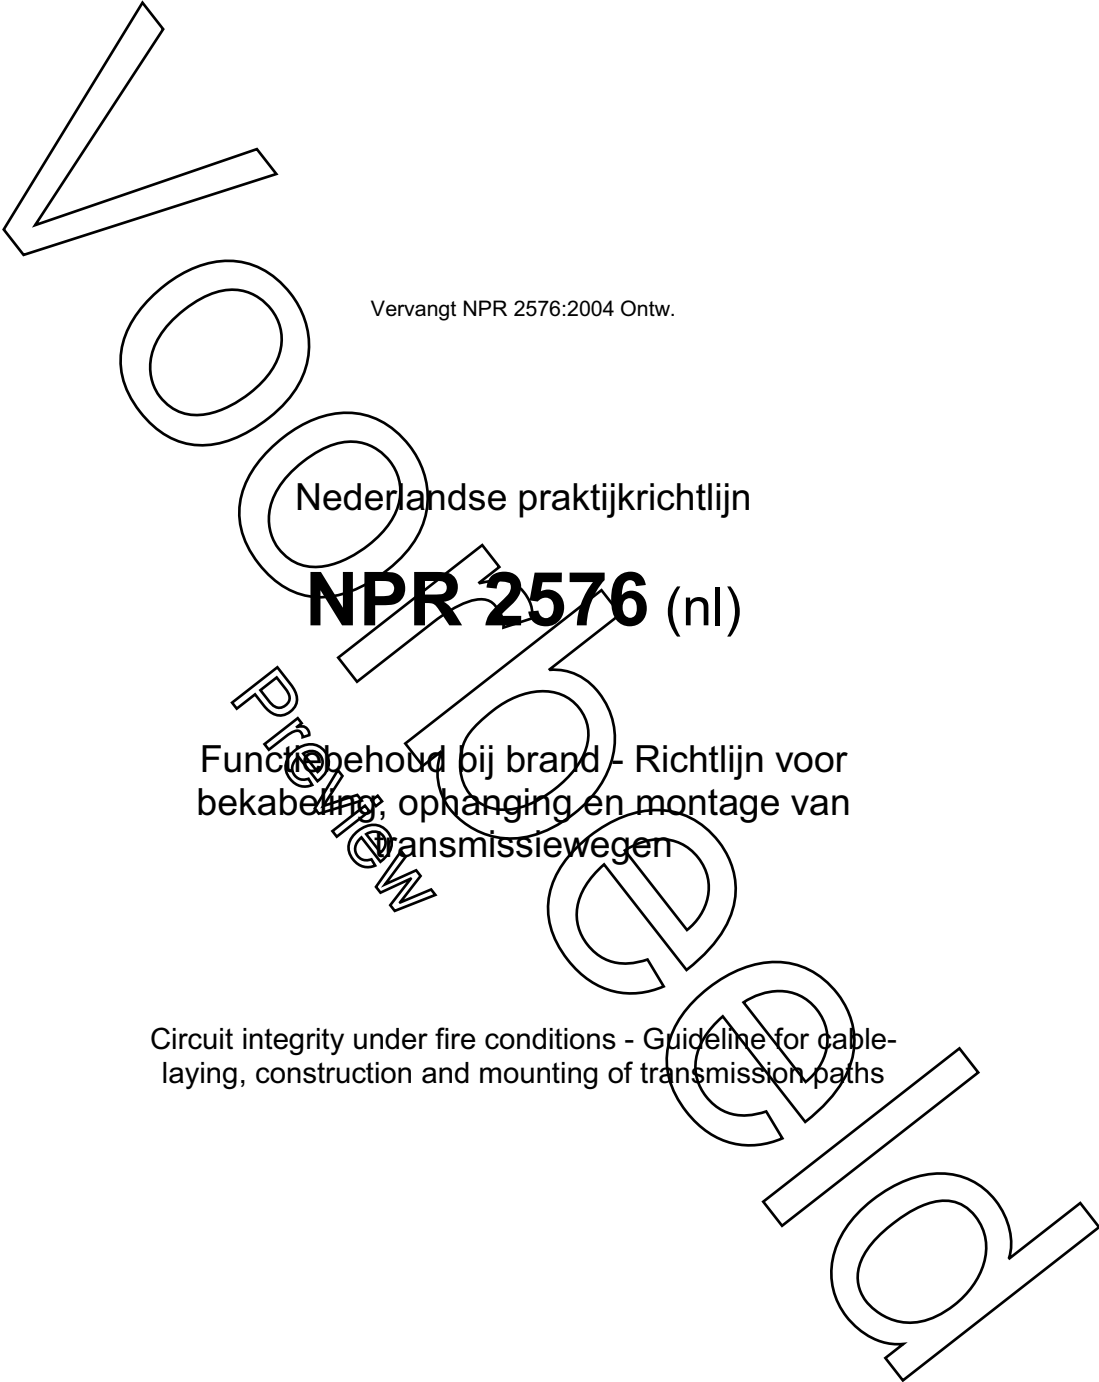 Vervangt NPR 2576:2004 Ontw.
Nederlandse praktijkrichtlijn
NPR 2576 (nl)
Functiebehoud bij brand - Richtlijn voor
bekabeling, ophanging en montage van
transmissiewegen
Circuit integrity under fire conditions - Guideline for cable-
laying, construction and mounting of transmission paths
Voorbeeld
Preview